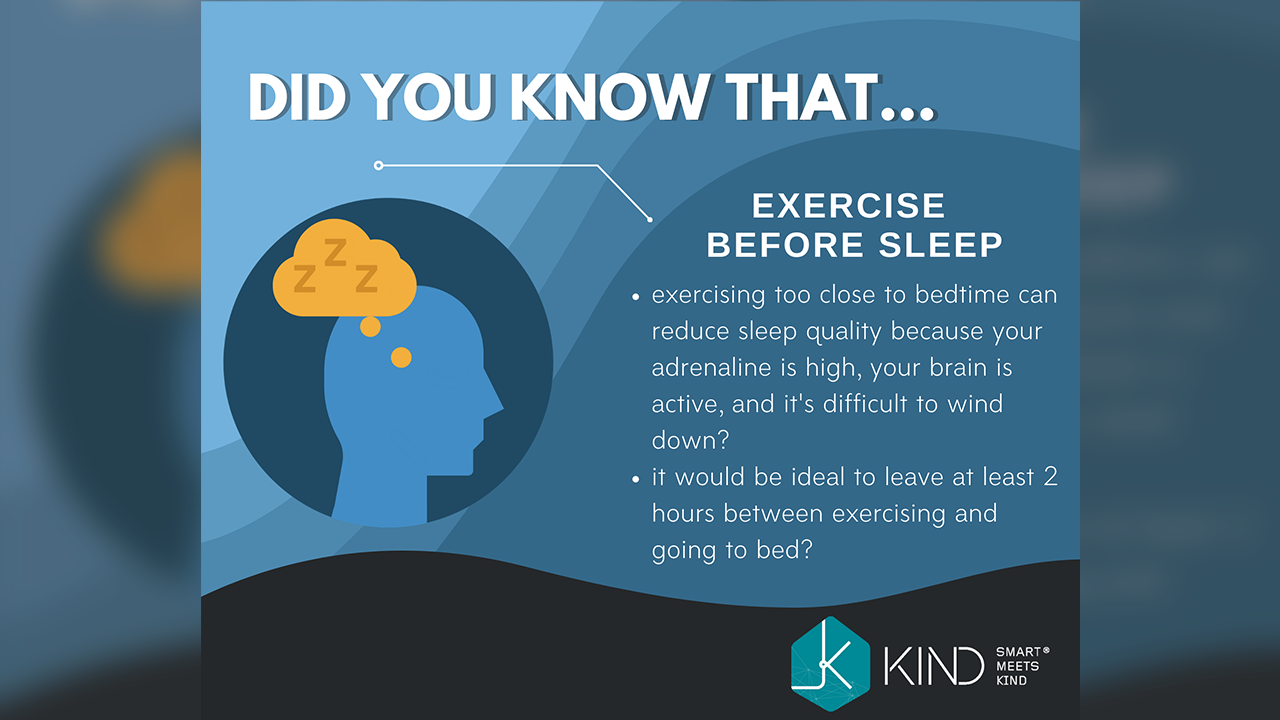 DID YOU KNOW THAT...
Z
Z
Z
EXERCISE
BEFORE SLEEP
• exercising too close to bedtime can
reduce sleep quality because your
adrenaline is high, your brain is
active, and it's difficult to wind
down?
• it would be ideal to leave at least 2
hours between exercising and
going to bed?
KIND
SMART®
MEETS
KIND